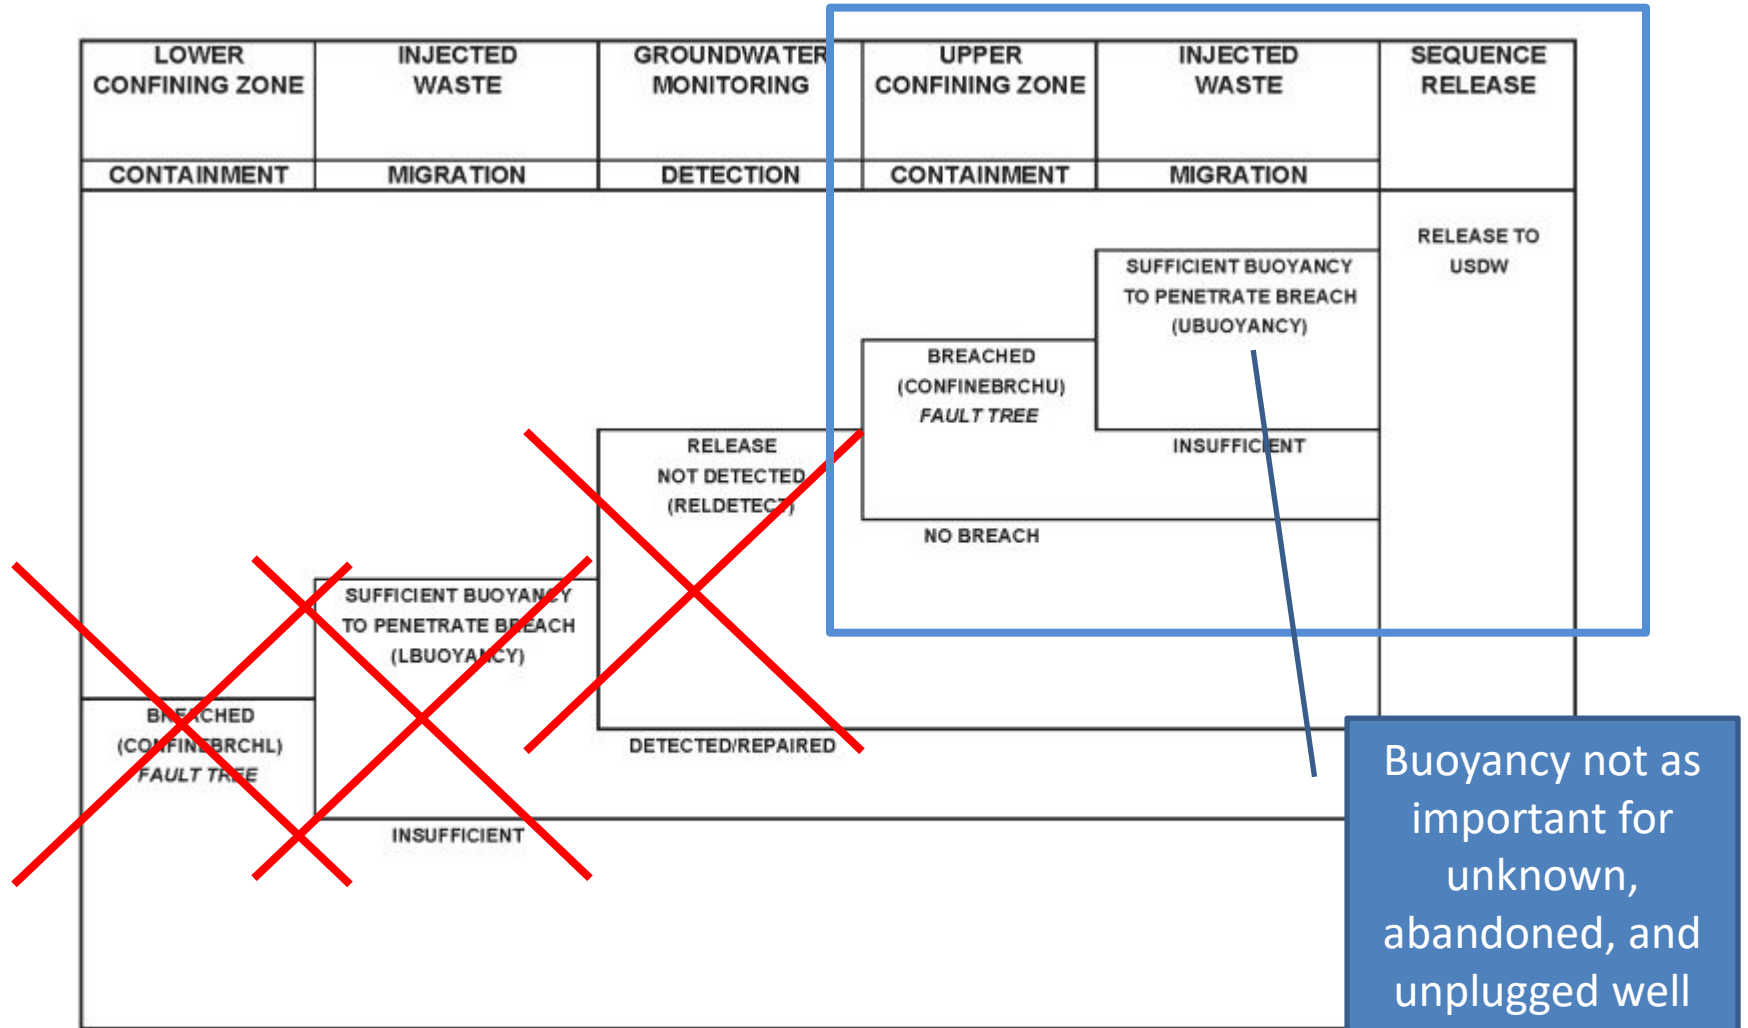 LOWER
CONFINING ZONE
INJECTED
WASTE
GROUNDWATER
MONITORING
UPPER
CONFINING ZONE
INJECTED
WASTE
SEQUENCE
RELEASE
CONTAINMENT
MIGRATION
DETECTION
CONTAINMENT
MIGRATION
RELEASE TO
USDW
SUFFICIENT BUOYANCY
TO PENETRATE BREACH
(UBUOYANCY)
BREACHED
(CONFINEBRCHU)
FAULT TREE
INSUFFICIENT
RELEASE
NOT DETECTED
(RELDETECT)
NO BREACH
SUFFICIENT BUOYANCY
TO PENETRATE BREACH
(LBUOYANCY)
BREACHED
(CONFINEBRCHL)
FAULT TREE
DETECTED/REPAIRED
INSUFFICIENT
Buoyancy not as
important for
unknown,
abandoned, and
unplugged well